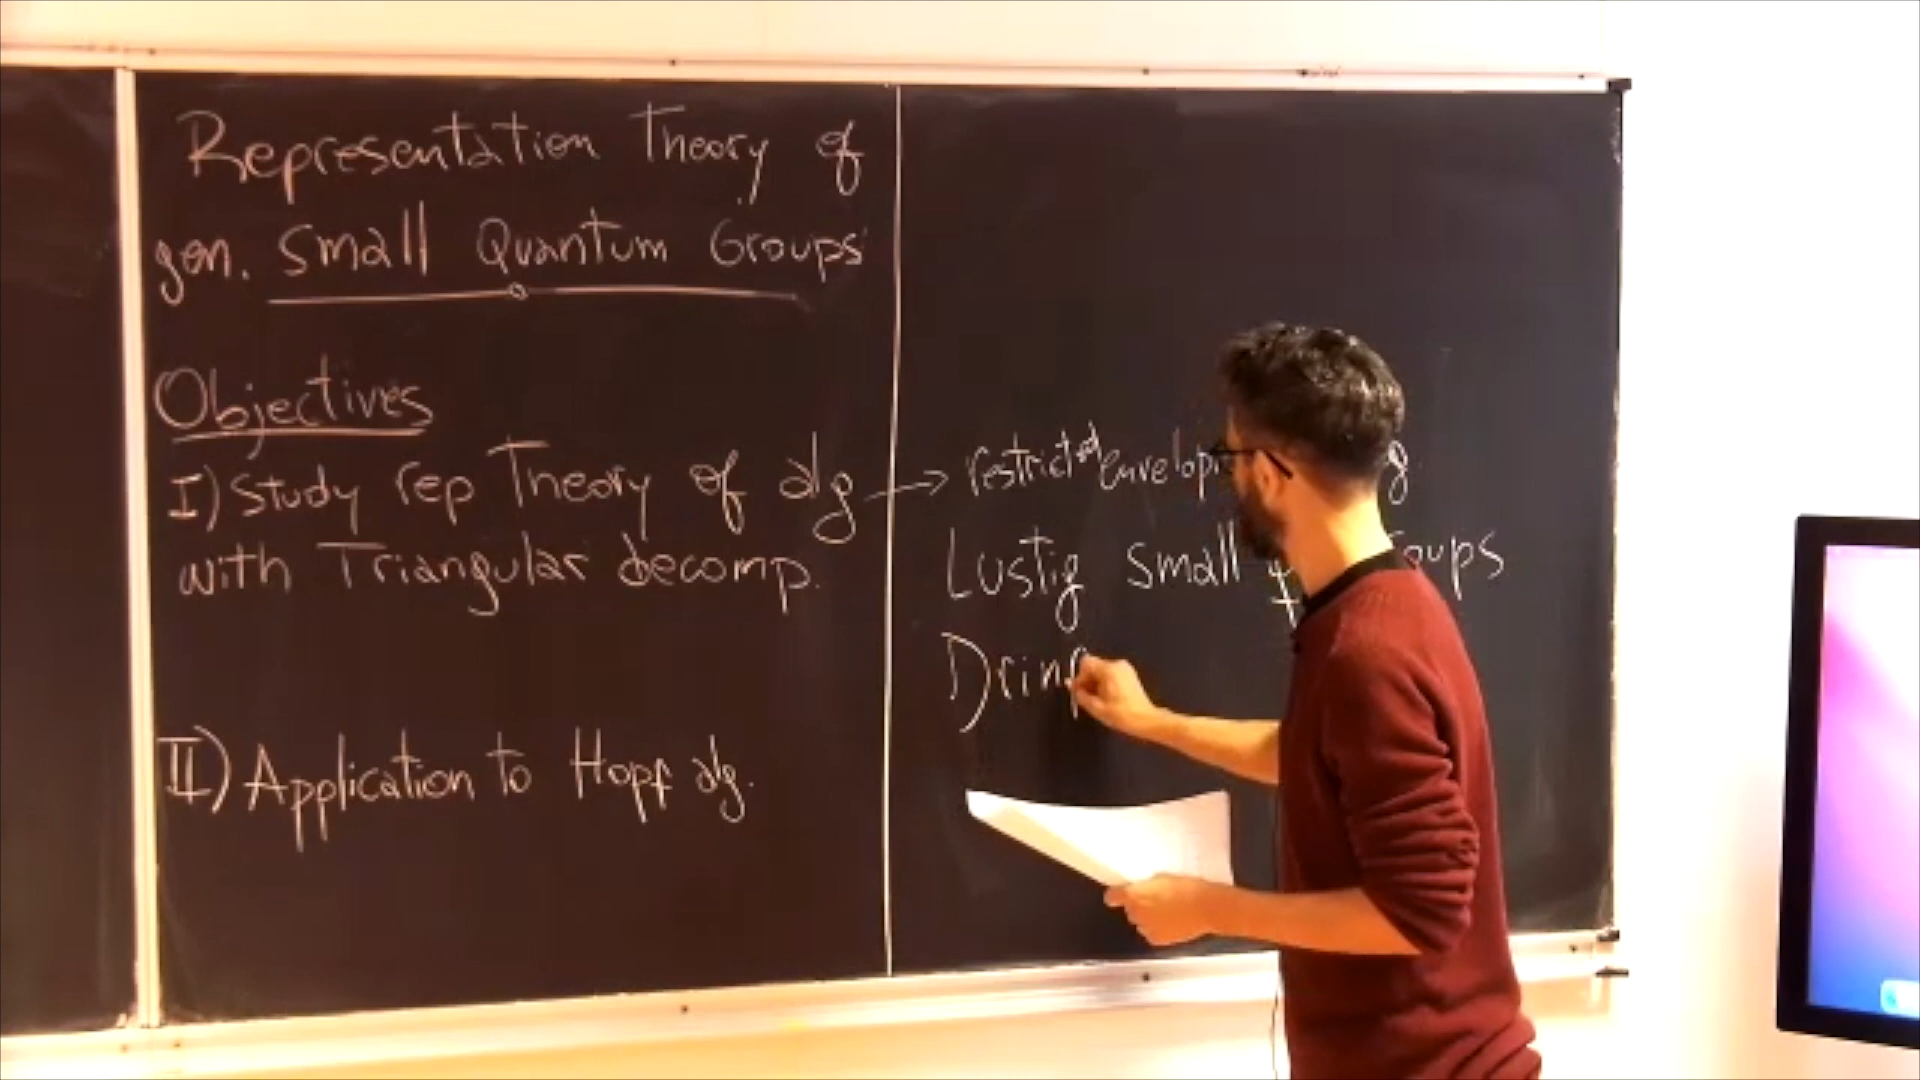 Representation Theory of
gen. Small Quantum Groups
Objectives
I) Study rep Theory of alg
with Triangular decomp.
II) Application to Hopf alg.
→ restricted
Lustig small
Drinf